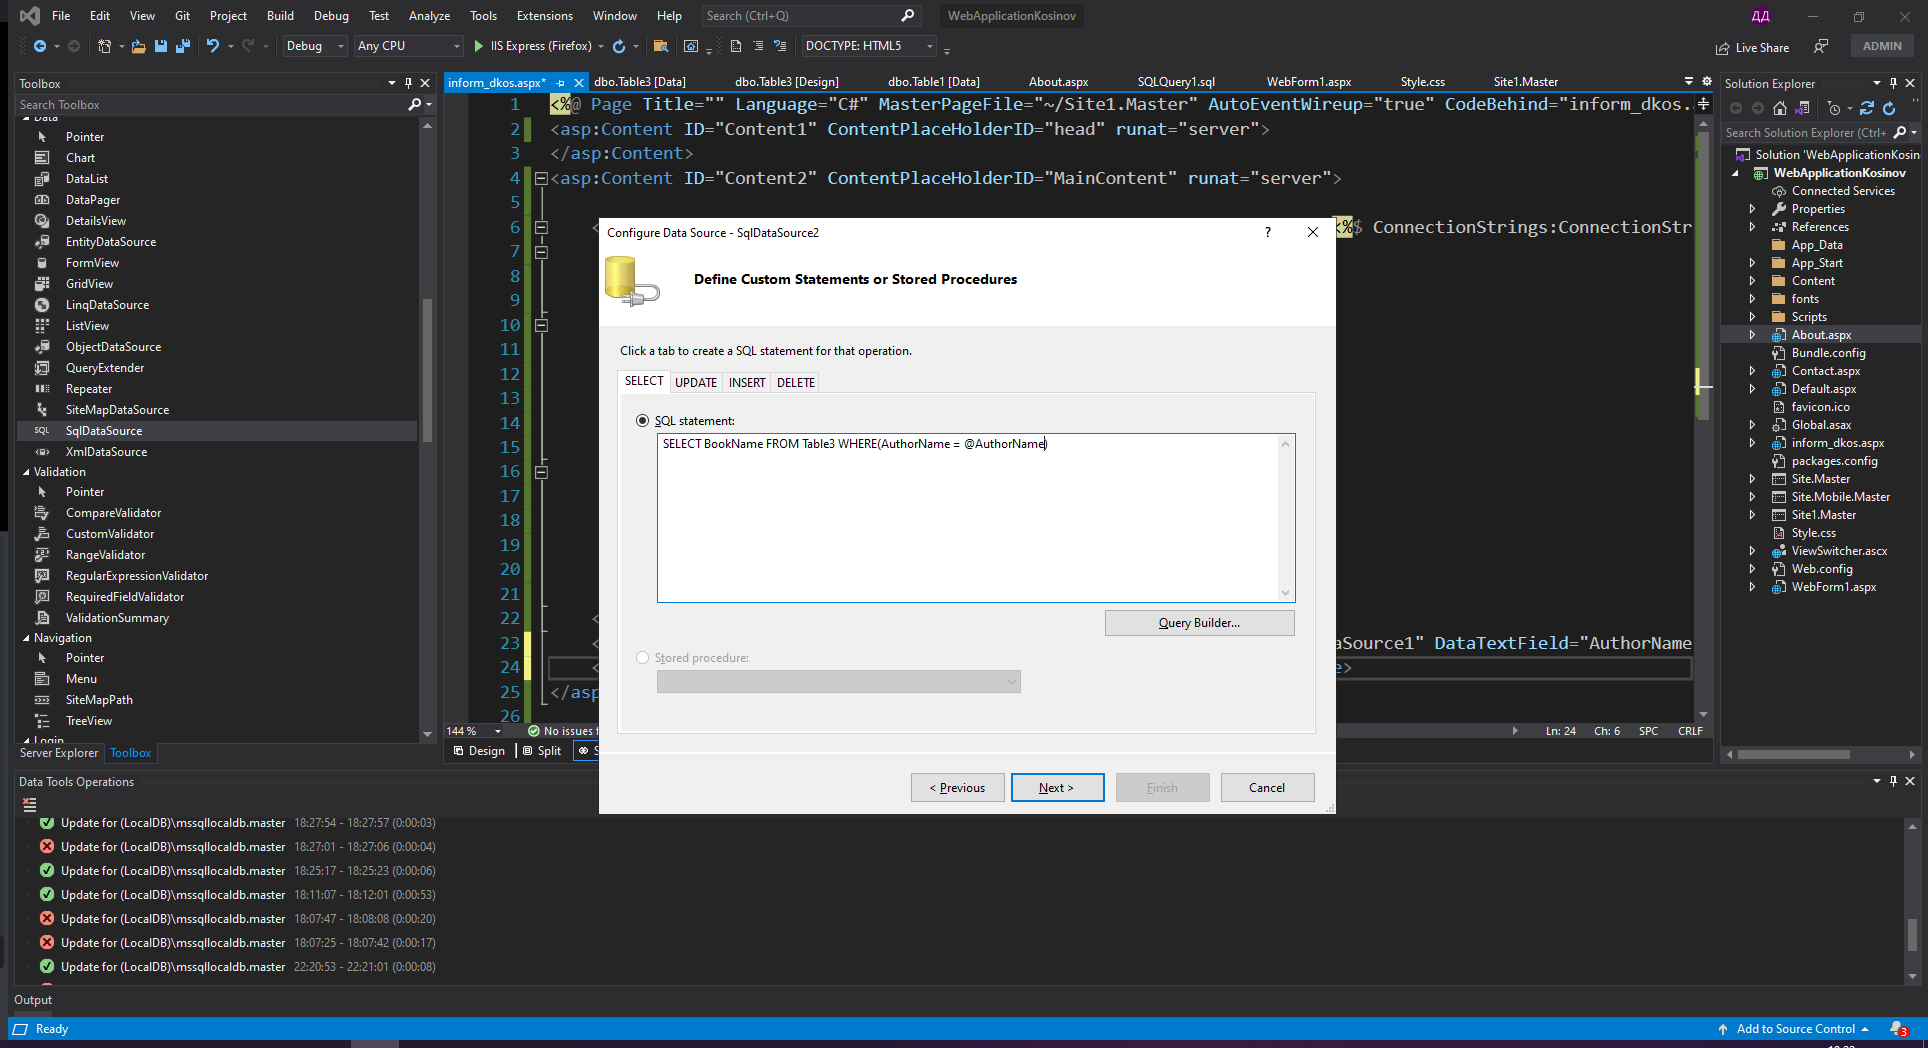 File Edit View Git Project Build Debug Test Analyze Tools Extensions Window Help Search (Ctrl+Q) WebApplicationKosinov ДД
Debug Any CPU IIS Express (Firefox) DOCTYPE: HTML5 Live Share ADMIN
Toolbox
Search Toolbox
Data
Pointer
Chart
DataList
DataPager
DetailsView
EntityDataSource
FormView
GridView
LinqDataSource
ListView
ObjectDataSource
QueryExtender
Repeater
SiteMapDataSource
SQL SqlDataSource
XmlDataSource
Validation
Pointer
CompareValidator
CustomValidator
RangeValidator
RegularExpressionValidator
RequiredFieldValidator
ValidationSummary
Navigation
Pointer
Menu
SiteMapPath
TreeView
Login
Server Explorer Toolbox
inform_dkos.aspx* dbo.Table3 [Data] dbo.Table3 [Design] dbo.Table1 [Data] About.aspx SQLQuery1.sql WebForm1.aspx Style.css Site1.Master
1 <%@ Page Title="" Language="C#" MasterPageFile="~/Site1.Master" AutoEventWireup="true" CodeBehind="inform_dkos.
2 <asp:Content ID="Content1" ContentPlaceHolderID="head" runat="server">
3 </asp:Content>
4 <asp:Content ID="Content2" ContentPlaceHolderID="MainContent" runat="server">
5
6 < <%$ ConnectionStrings:ConnectionStr
7
8
9
10
11
12
13
14
15
16
17
18
19
20
21
22 <
23 < aSource1" DataTextField="AuthorName
24 < e>
25 </asp
26
144 % No issues Ln: 24 Ch: 6 SPC CRLF
Design Split S
Configure Data Source - SqlDataSource2 ?
Define Custom Statements or Stored Procedures
Click a tab to create a SQL statement for that operation.
SELECT UPDATE INSERT DELETE
SQL statement:
SELECT BookName FROM Table3 WHERE(AuthorName = @AuthorName)
Query Builder...
Stored procedure:
< Previous Next > Finish Cancel
Solution Explorer
Search Solution Explorer (Ctrl+
Solution 'WebApplicationKosin
WebApplicationKosinov
Connected Services
Properties
References
App_Data
App_Start
Content
fonts
Scripts
About.aspx
Bundle.config
Contact.aspx
Default.aspx
favicon.ico
Global.asax
inform_dkos.aspx
packages.config
Site.Master
Site.Mobile.Master
Site1.Master
Style.css
ViewSwitcher.ascx
Web.config
WebForm1.aspx
Data Tools Operations
Update for (LocalDB)\mssqllocaldb.master 18:27:54 - 18:27:57 (0:00:03)
Update for (LocalDB)\mssqllocaldb.master 18:27:01 - 18:27:06 (0:00:04)
Update for (LocalDB)\mssqllocaldb.master 18:25:17 - 18:25:23 (0:00:06)
Update for (LocalDB)\mssqllocaldb.master 18:11:07 - 18:12:01 (0:00:53)
Update for (LocalDB)\mssqllocaldb.master 18:07:47 - 18:08:08 (0:00:20)
Update for (LocalDB)\mssqllocaldb.master 18:07:25 - 18:07:42 (0:00:17)
Update for (LocalDB)\mssqllocaldb.master 22:20:53 - 22:21:01 (0:00:08)
Output
Ready Add to Source Control 3